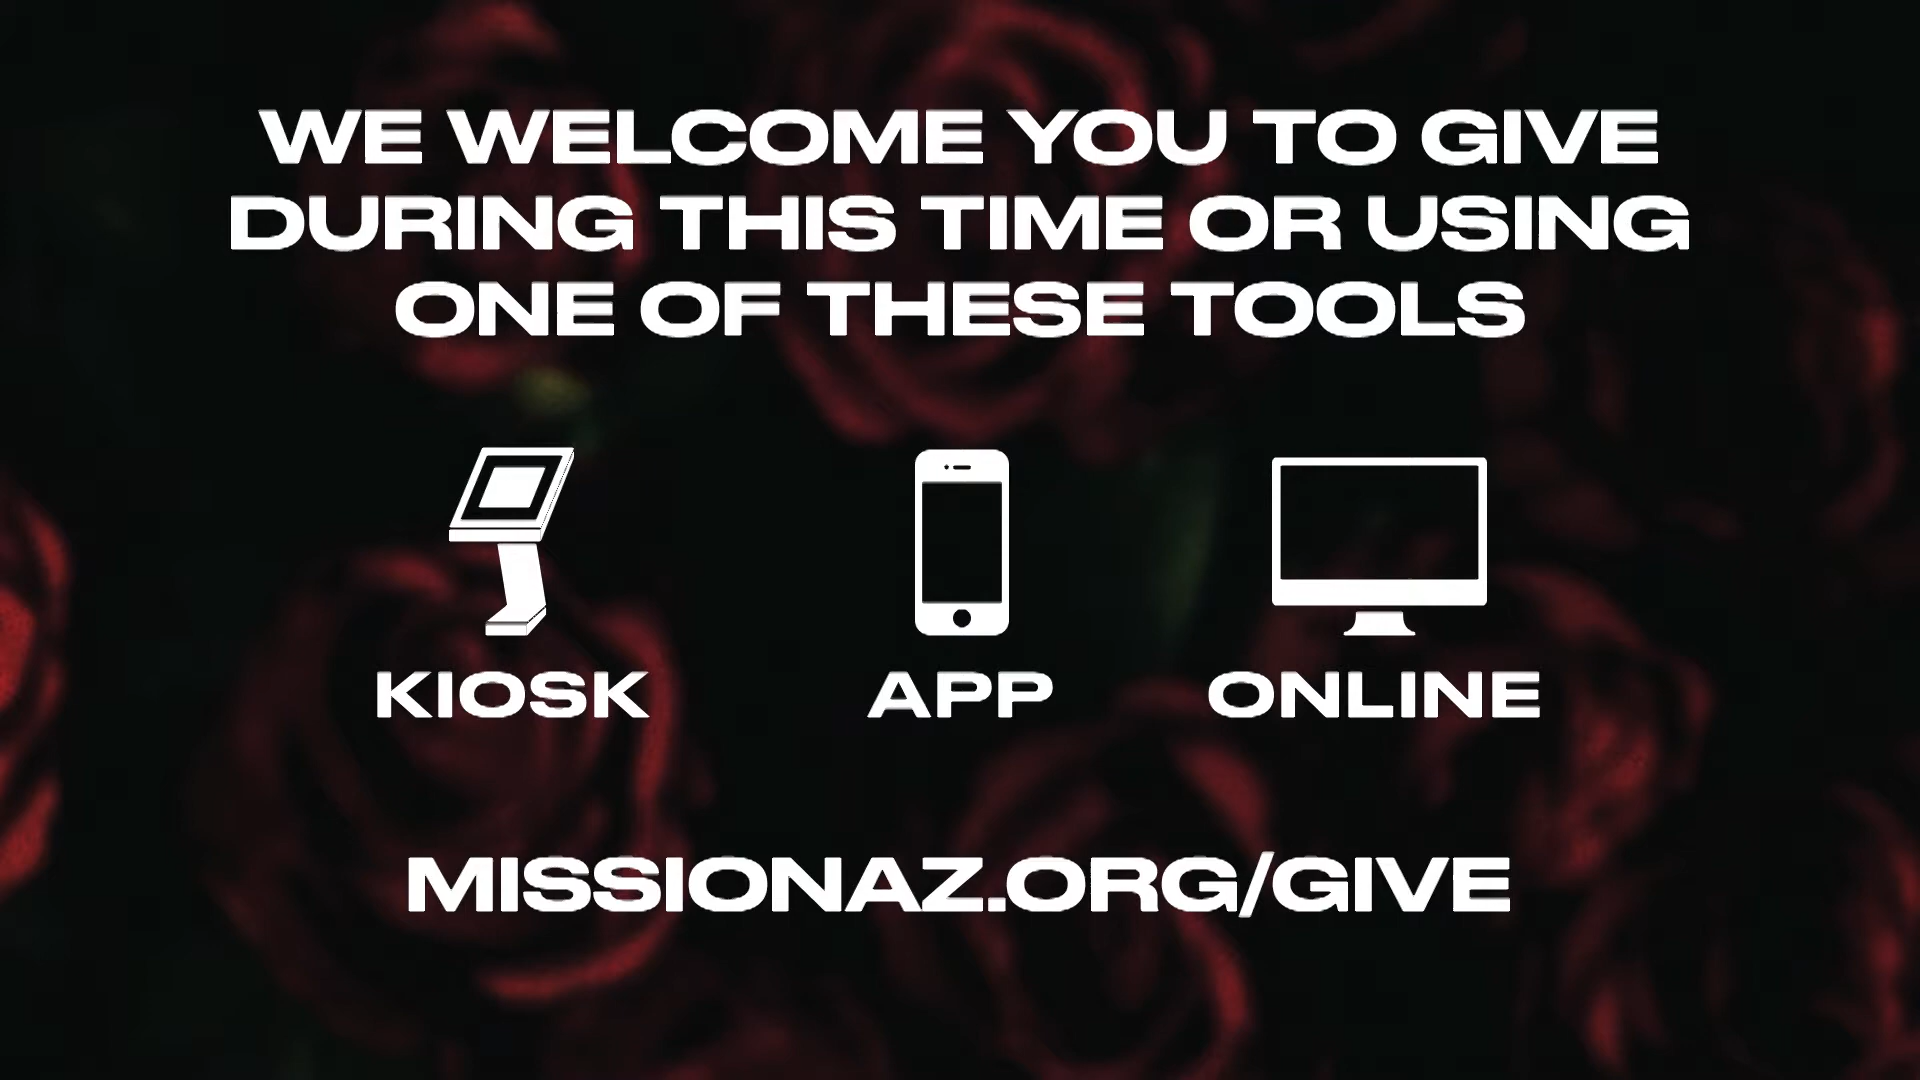 WE WELCOME YOU TO GIVE
DURING THIS TIME OR USING
ONE OF THESE TOOLS
KIOSK
APP
ONLINE
MISSIONAZ.ORG/GIVE